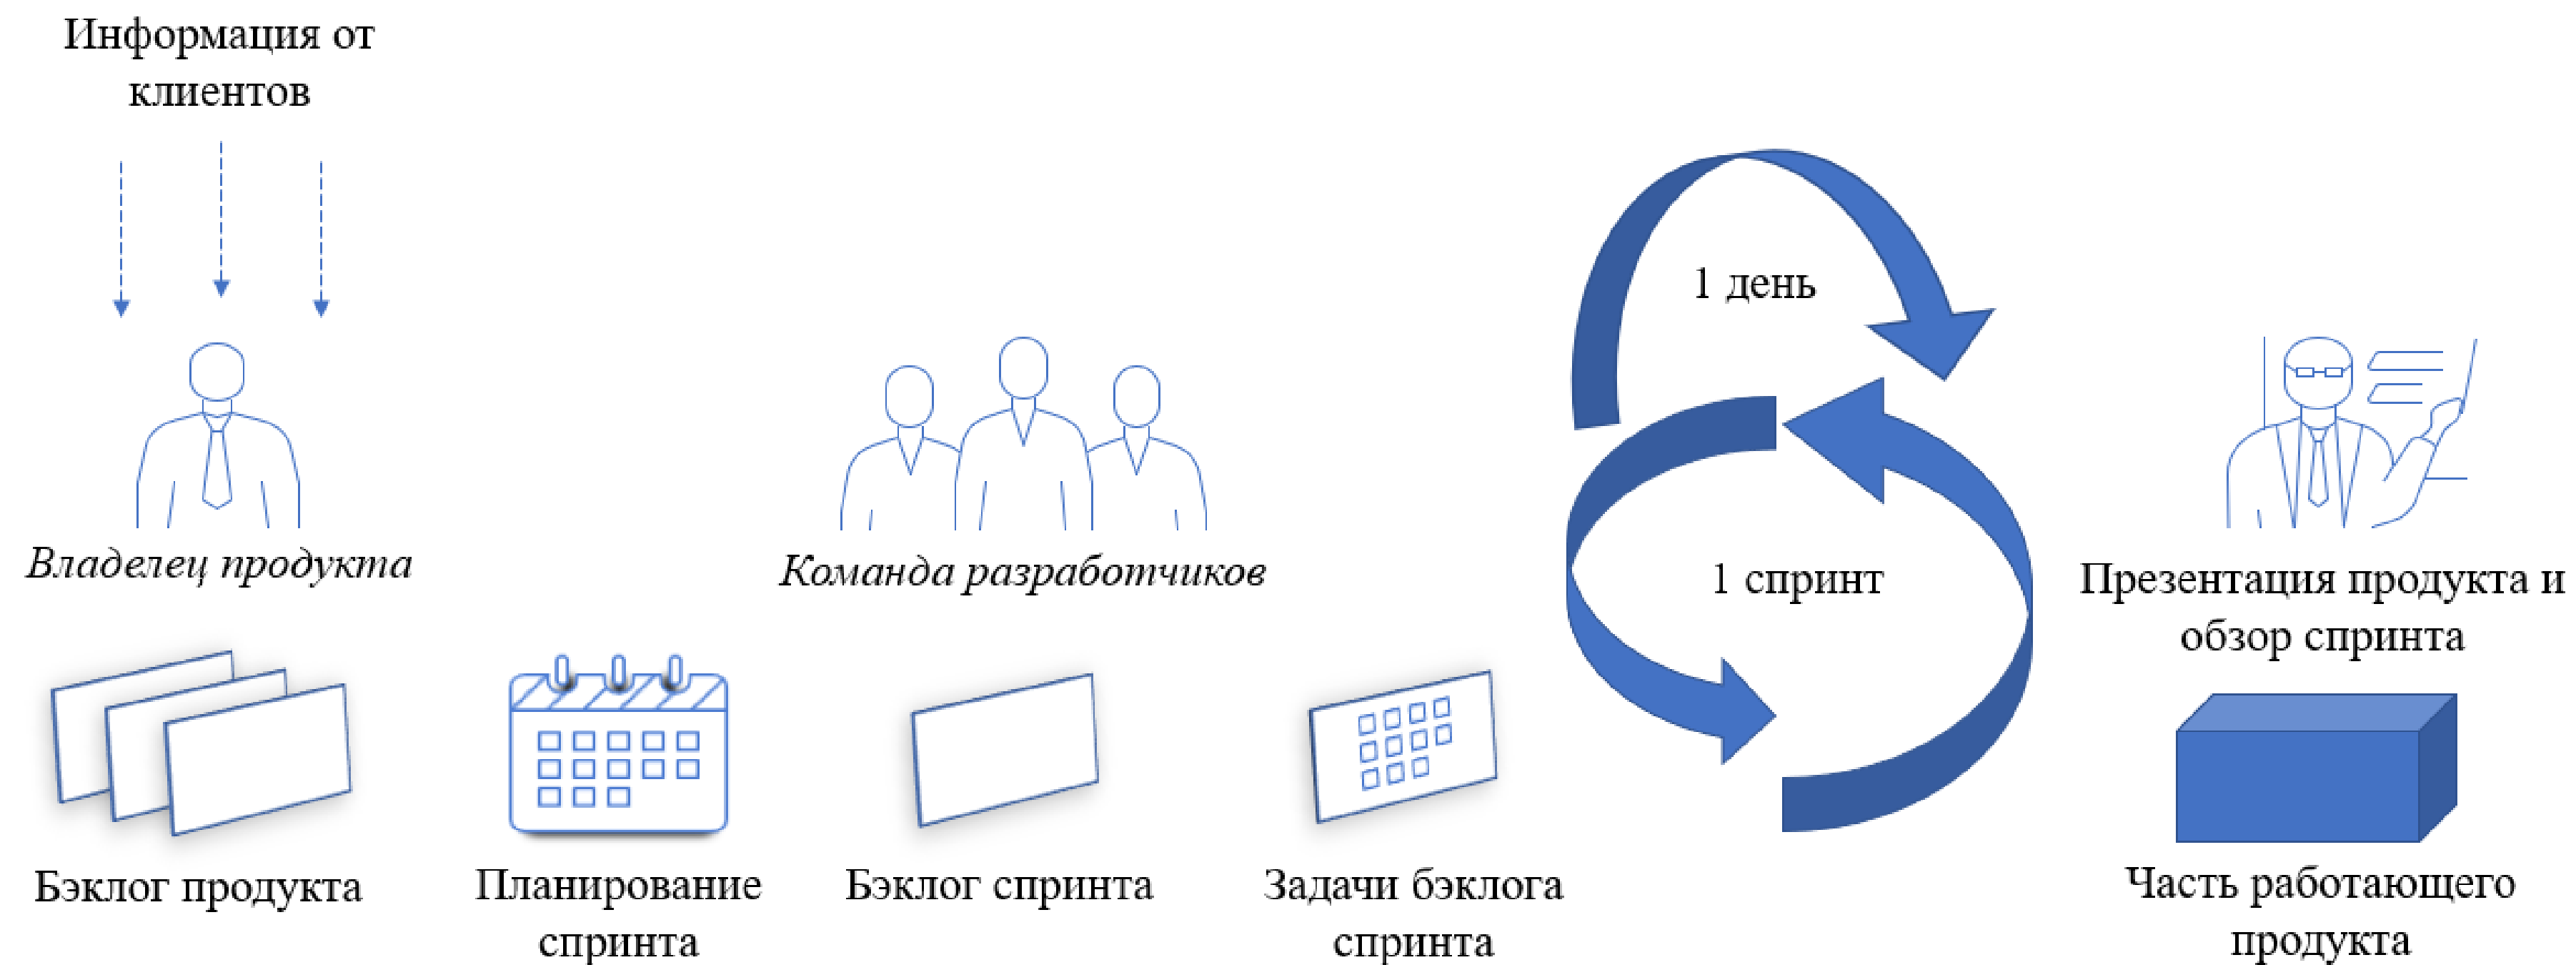 Информация от
клиентов
1 день
Владелец продукта
Команда разработчиков
1 спринт
Презентация продукта и
обзор спринта
Бэклог продукта
Планирование
спринта
Бэклог спринта
Задачи бэклога
спринта
Часть работающего
продукта